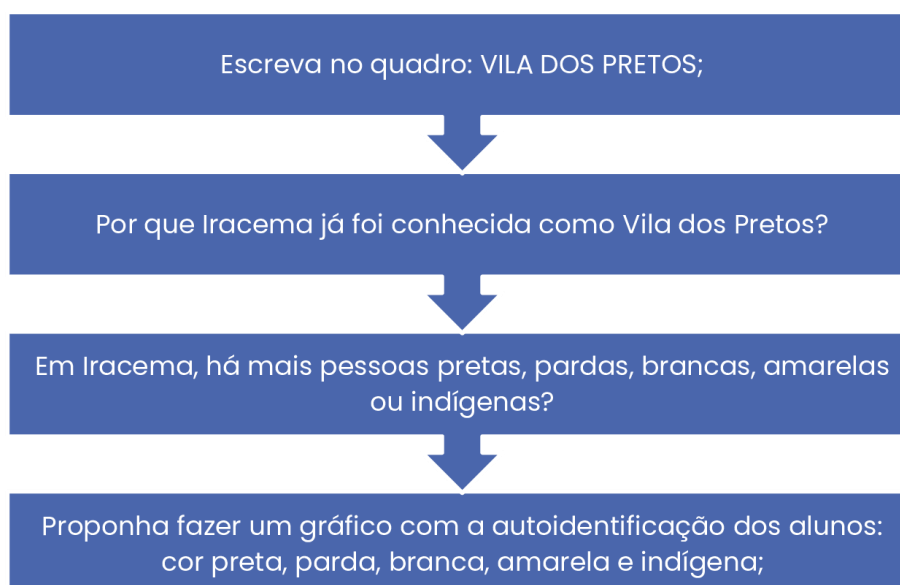 Escreva no quadro: VILA DOS PRETOS;
Por que Iracema já foi conhecida como Vila dos Pretos?
Em Iracema, há mais pessoas pretas, pardas, brancas, amarelas
ou indígenas?
Proponha fazer um gráfico com a autoidentificação dos alunos:
cor preta, parda, branca, amarela e indígena;